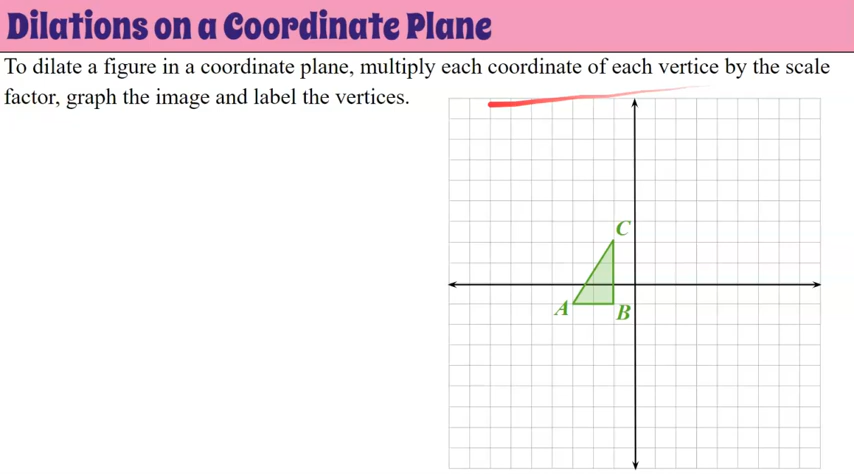 Dilations on a Coordinate Plane
To dilate a figure in a coordinate plane, multiply each coordinate of each vertice by the scale
factor, graph the image and label the vertices.
C
A
B